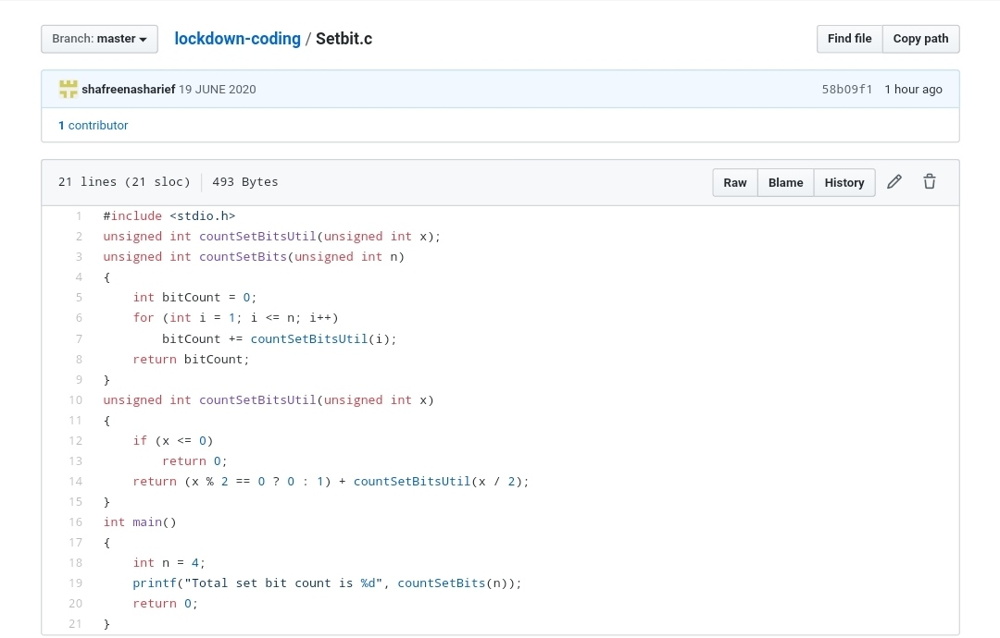 Branch: master
lockdown-coding / Setbit.c
Find file
Copy path
shafreenasharief 19 JUNE 2020
58b09f1 1 hour ago
1 contributor
21 lines (21 sloc) 493 Bytes
Raw
Blame
History
1 #include <stdio.h>
2 unsigned int countSetBitsUtil(unsigned int x);
3 unsigned int countSetBits(unsigned int n)
4 {
5     int bitCount = 0;
6     for (int i = 1; i <= n; i++)
7         bitCount += countSetBitsUtil(i);
8     return bitCount;
9 }
10 unsigned int countSetBitsUtil(unsigned int x)
11 {
12     if (x <= 0)
13         return 0;
14     return (x % 2 == 0 ? 0 : 1) + countSetBitsUtil(x / 2);
15 }
16 int main()
17 {
18     int n = 4;
19     printf("Total set bit count is %d", countSetBits(n));
20     return 0;
21 }